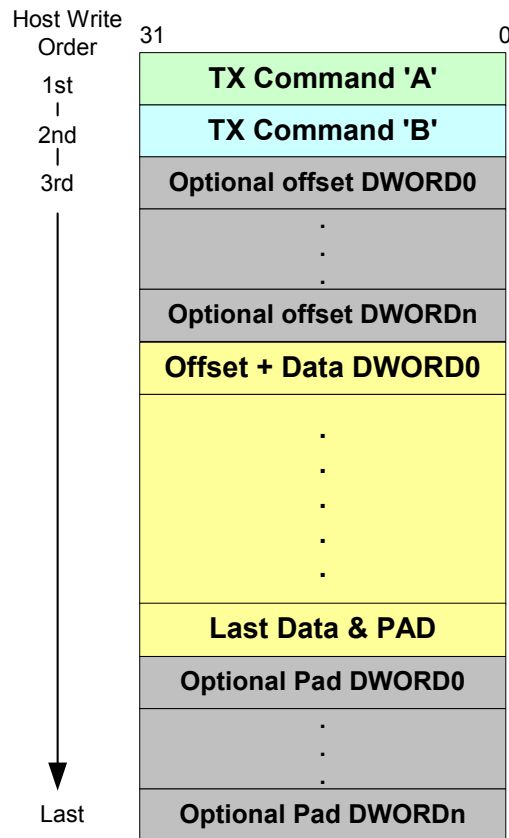 Host Write
Order
31 0
1st
TX Command 'A'
2nd
TX Command 'B'
3rd
Optional offset DWORD0
.
.
.
Optional offset DWORDn
Offset + Data DWORD0
.
.
.
.
.
Last Data & PAD
Optional Pad DWORD0
.
.
.
Last
Optional Pad DWORDn